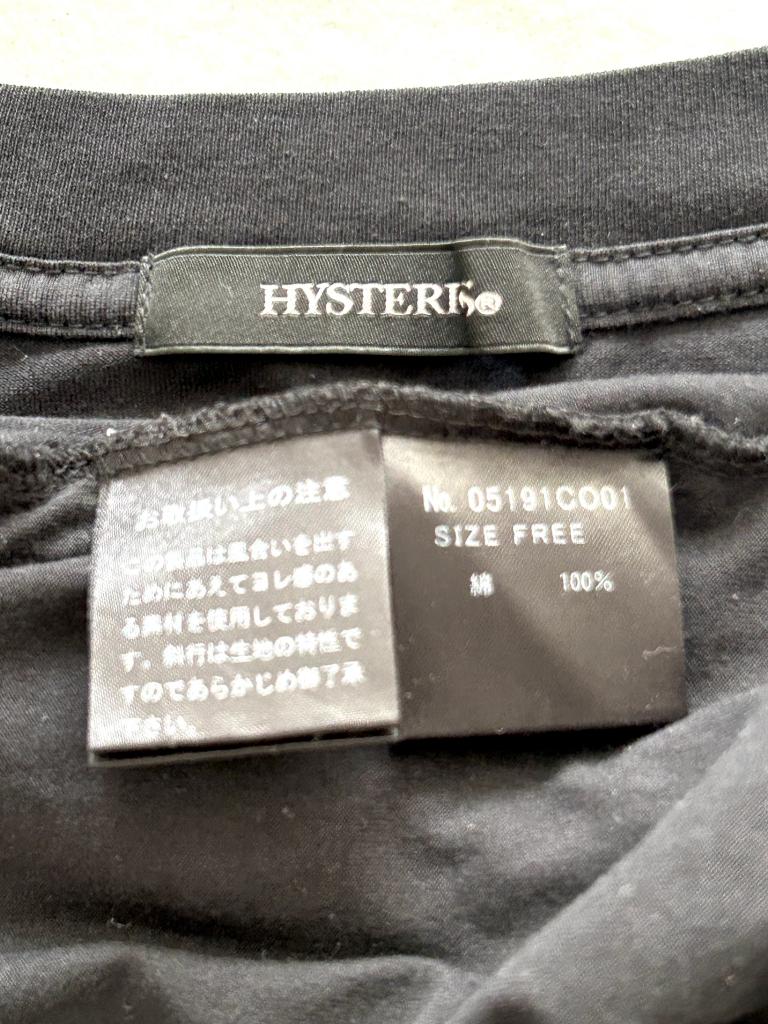 HYSTERIS®
お取扱い上の注意
この製品は風合いを出す
ためにあえてヨレ感のあ
る素材を使用しておりま
す。斜行は生地の特性で
すのであらかじめ御了承
下さい。
No. 05191CO01
SIZE FREE
綿 100%